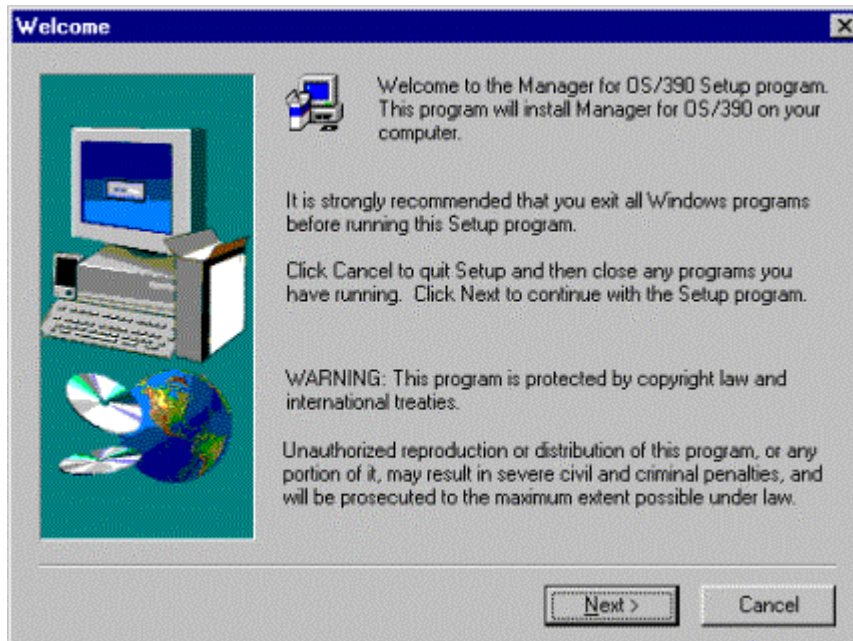 Welcome
Welcome to the Manager for OS/390 Setup program.
This program will install Manager for OS/390 on your
computer.
It is strongly recommended that you exit all Windows programs
before running this Setup program.
Click Cancel to quit Setup and then close any programs you
have running.  Click Next to continue with the Setup program.
WARNING: This program is protected by copyright law and
international treaties.
Unauthorized reproduction or distribution of this program, or any
portion of it, may result in severe civil and criminal penalties, and
will be prosecuted to the maximum extent possible under law.
Next >
Cancel